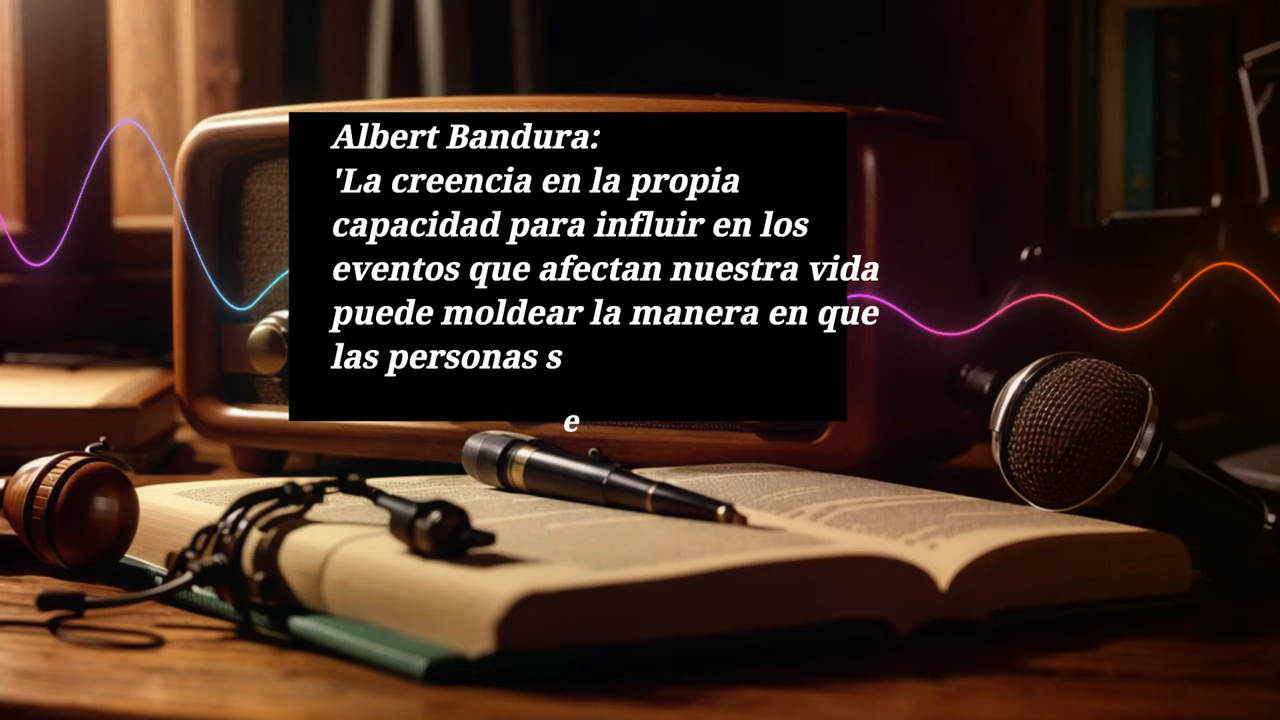 Albert Bandura:
'La creencia en la propia
capacidad para influir en los
eventos que afectan nuestra vida
puede moldear la manera en que
las personas s
e